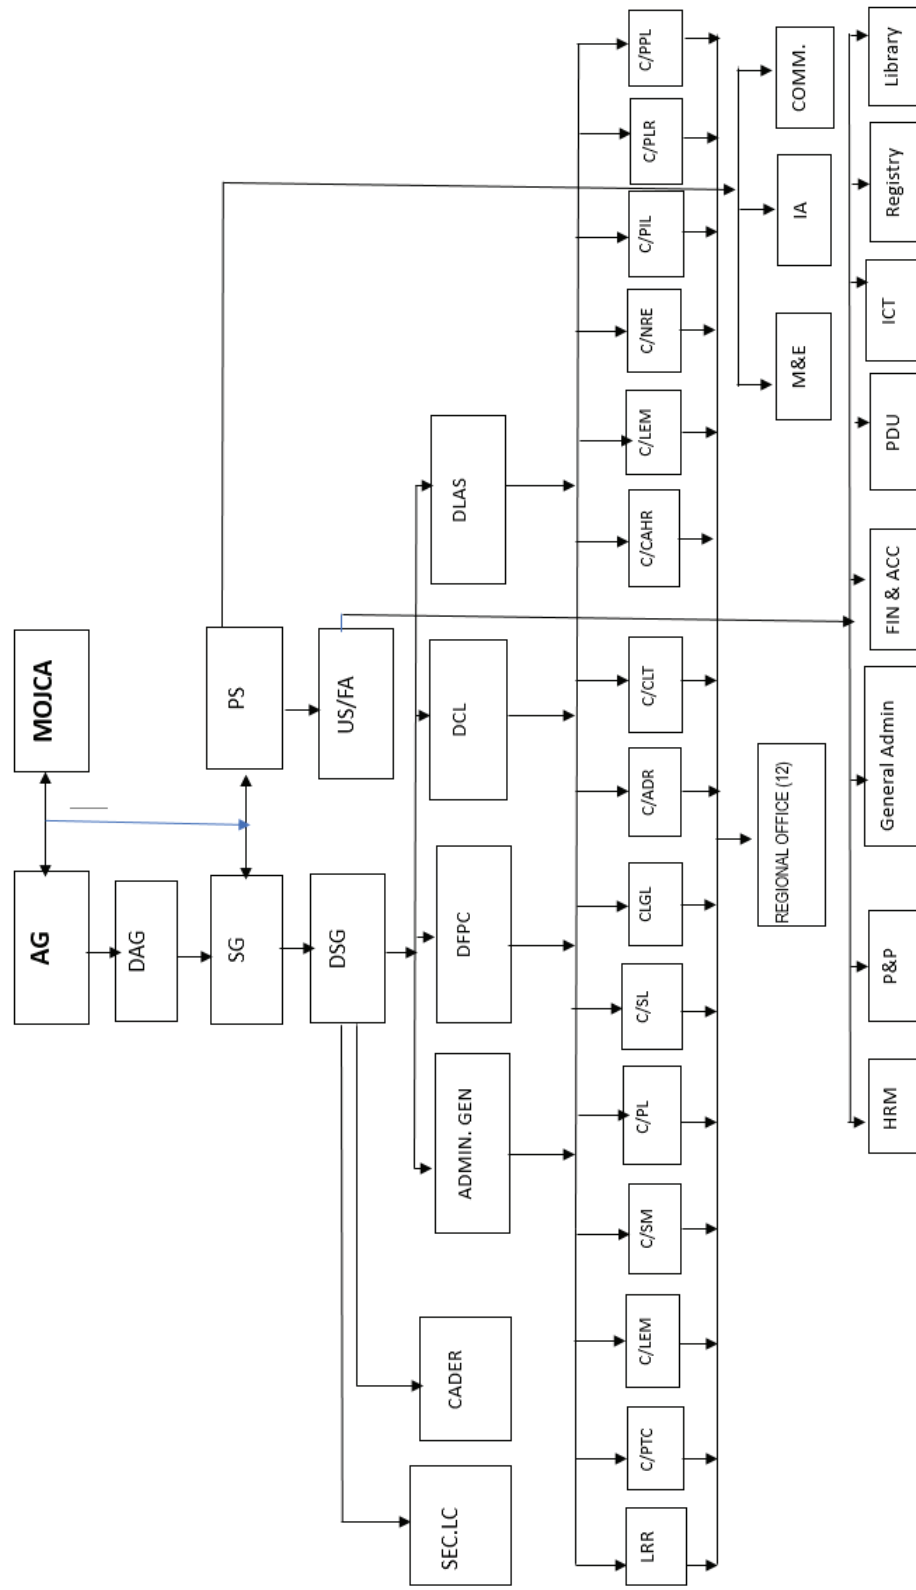 AG
MOJCA
DAG
SG
PS
DSG
US/FA
SEC.LC
CADER
ADMIN. GEN
DFPC
DCL
DLAS
LRR
C/PTC
C/LEM
C/SM
C/PL
C/SL
CLGL
C/ADR
C/CLT
C/CAHR
C/LEM
C/NRE
C/PIL
C/PLR
C/PPL
REGIONAL OFFICE (12)
M&E
IA
COMM.
HRM
P&P
General Admin
FIN & ACC
PDU
ICT
Registry
Library